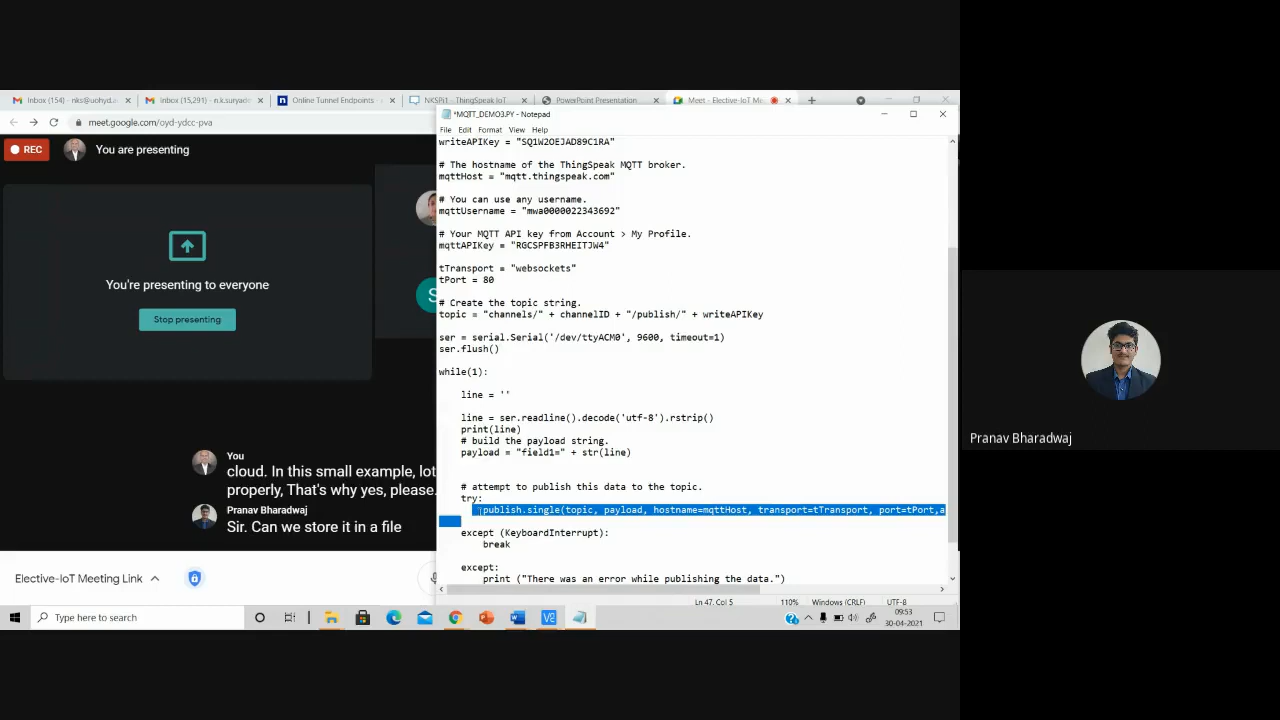 Inbox (154) - nks@uohyd.a
Inbox (15,291) - n.k.suryad
Online Tunnel Endpoints -
NKSPi1 - ThingSpeak IoT
PowerPoint Presentation
Meet - Elective-IoT Me
meet.google.com/oyd-ydcc-pva
REC
You are presenting
You're presenting to everyone
Stop presenting
S
You
cloud. In this small example, lot
properly, That's why yes, please.
Pranav Bharadwaj
Sir. Can we store it in a file
Elective-IoT Meeting Link
*MQTT_DEMO3.PY - Notepad
File Edit Format View Help
writeAPIKey = "SQ1W2OEJAD89C1RA"
# The hostname of the ThingSpeak MQTT broker.
mqttHost = "mqtt.thingspeak.com"
# You can use any username.
mqttUsername = "mwa0000022343692"
# Your MQTT API key from Account > My Profile.
mqttAPIKey = "RGCSPFB3RHEITJW4"
tTransport = "websockets"
tPort = 80
# Create the topic string.
topic = "channels/" + channelID + "/publish/" + writeAPIKey
ser = serial.Serial('/dev/ttyACM0', 9600, timeout=1)
ser.flush()
while(1):
line = ''
line = ser.readline().decode('utf-8').rstrip()
print(line)
# build the payload string.
payload = "field1=" + str(line)
# attempt to publish this data to the topic.
try:
publish.single(topic, payload, hostname=mqttHost, transport=tTransport, port=tPort,a
except (KeyboardInterrupt):
break
except:
print ("There was an error while publishing the data.")
Ln 47, Col 5 110% Windows (CRLF) UTF-8
Type here to search
09:53
30-04-2021
Pranav Bharadwaj